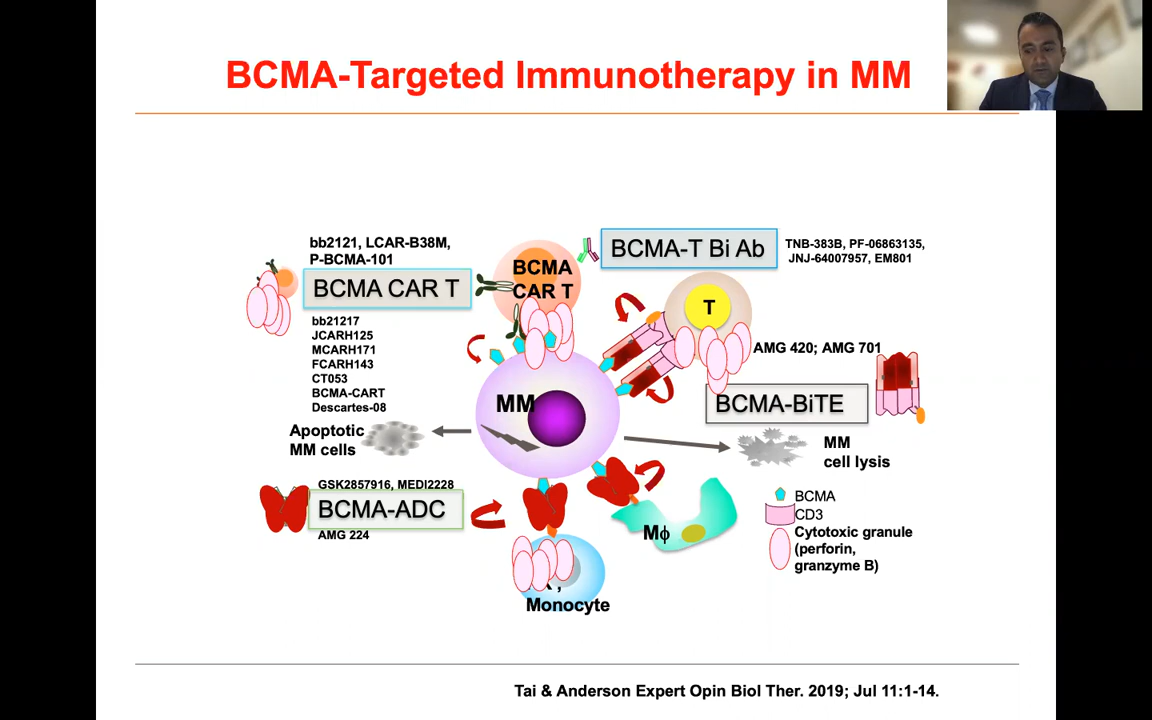 BCMA-Targeted Immunotherapy in MM
bb2121, LCAR-B38M,
P-BCMA-101
BCMA CAR T
bb21217
JCARH125
MCARH171
FCARH143
CT053
BCMA-CART
Descartes-08
BCMA
CAR T
BCMA-T Bi Ab
TNB-383B, PF-06863135,
JNJ-64007957, EM801
T
AMG 420; AMG 701
BCMA-BiTE
MM
Apoptotic
MM cells
MM
cell lysis
GSK2857916, MEDI2228
BCMA-ADC
AMG 224
Mϕ
Monocyte
BCMA
CD3
Cytotoxic granule
(perforin,
granzyme B)
Tai & Anderson Expert Opin Biol Ther. 2019; Jul 11:1-14.